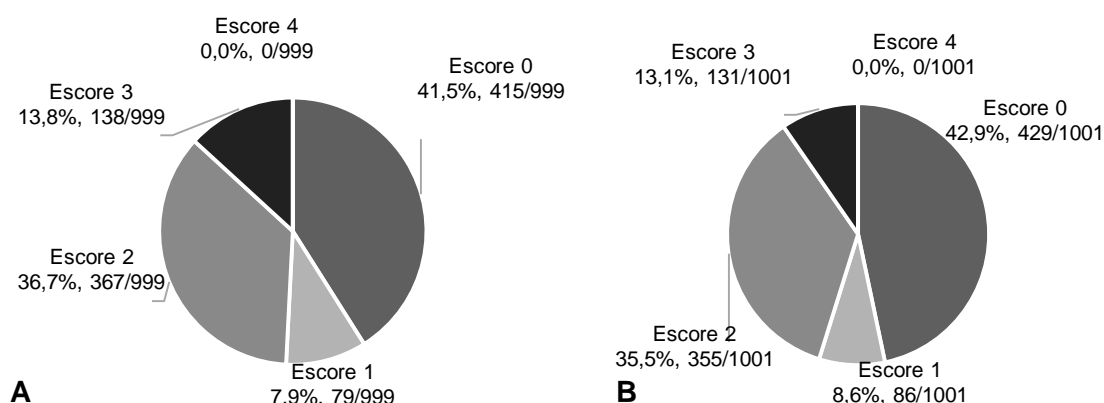 Escore 4
0,0%, 0/999
Escore 0
41,5%, 415/999
Escore 3
13,8%, 138/999
Escore 2
36,7%, 367/999
Escore 1
7,9%, 79/999
A
Escore 4
0,0%, 0/1001
Escore 3
13,1%, 131/1001
Escore 0
42,9%, 429/1001
Escore 2
35,5%, 355/1001
Escore 1
8,6%, 86/1001
B